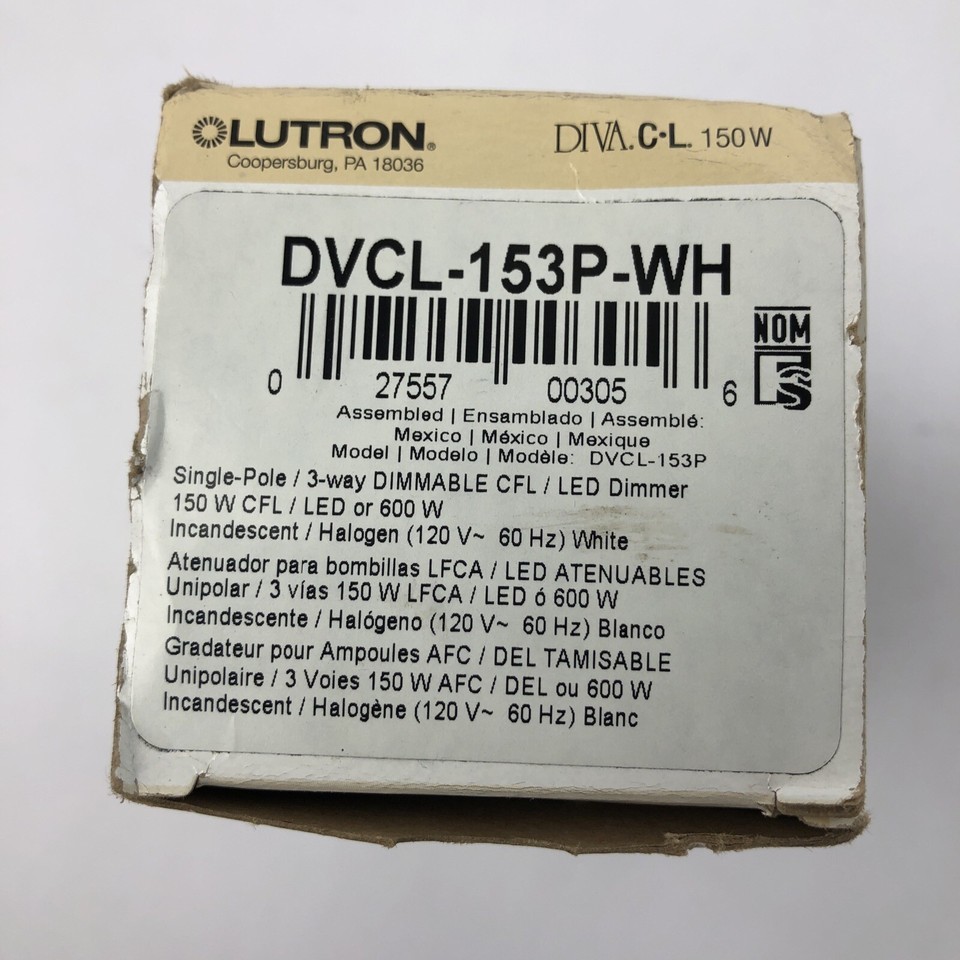 LUTRON® DIVA. C•L. 150 W
Coopersburg, PA 18036
DVCL-153P-WH
NOM
0 27557 00305 6
Assembled | Ensamblado | Assemblé:
Mexico | México | Mexique
Model | Modelo | Modèle: DVCL-153P
Single-Pole / 3-way DIMMABLE CFL / LED Dimmer
150 W CFL / LED or 600 W
Incandescent / Halogen (120 V~ 60 Hz) White
Atenuador para bombillas LFCA / LED ATENUABLES
Unipolar / 3 vías 150 W LFCA / LED ó 600 W
Incandescente / Halógeno (120 V~ 60 Hz) Blanco
Gradateur pour Ampoules AFC / DEL TAMISABLE
Unipolaire / 3 Voies 150 W AFC / DEL ou 600 W
Incandescent / Halogène (120 V~ 60 Hz) Blanc